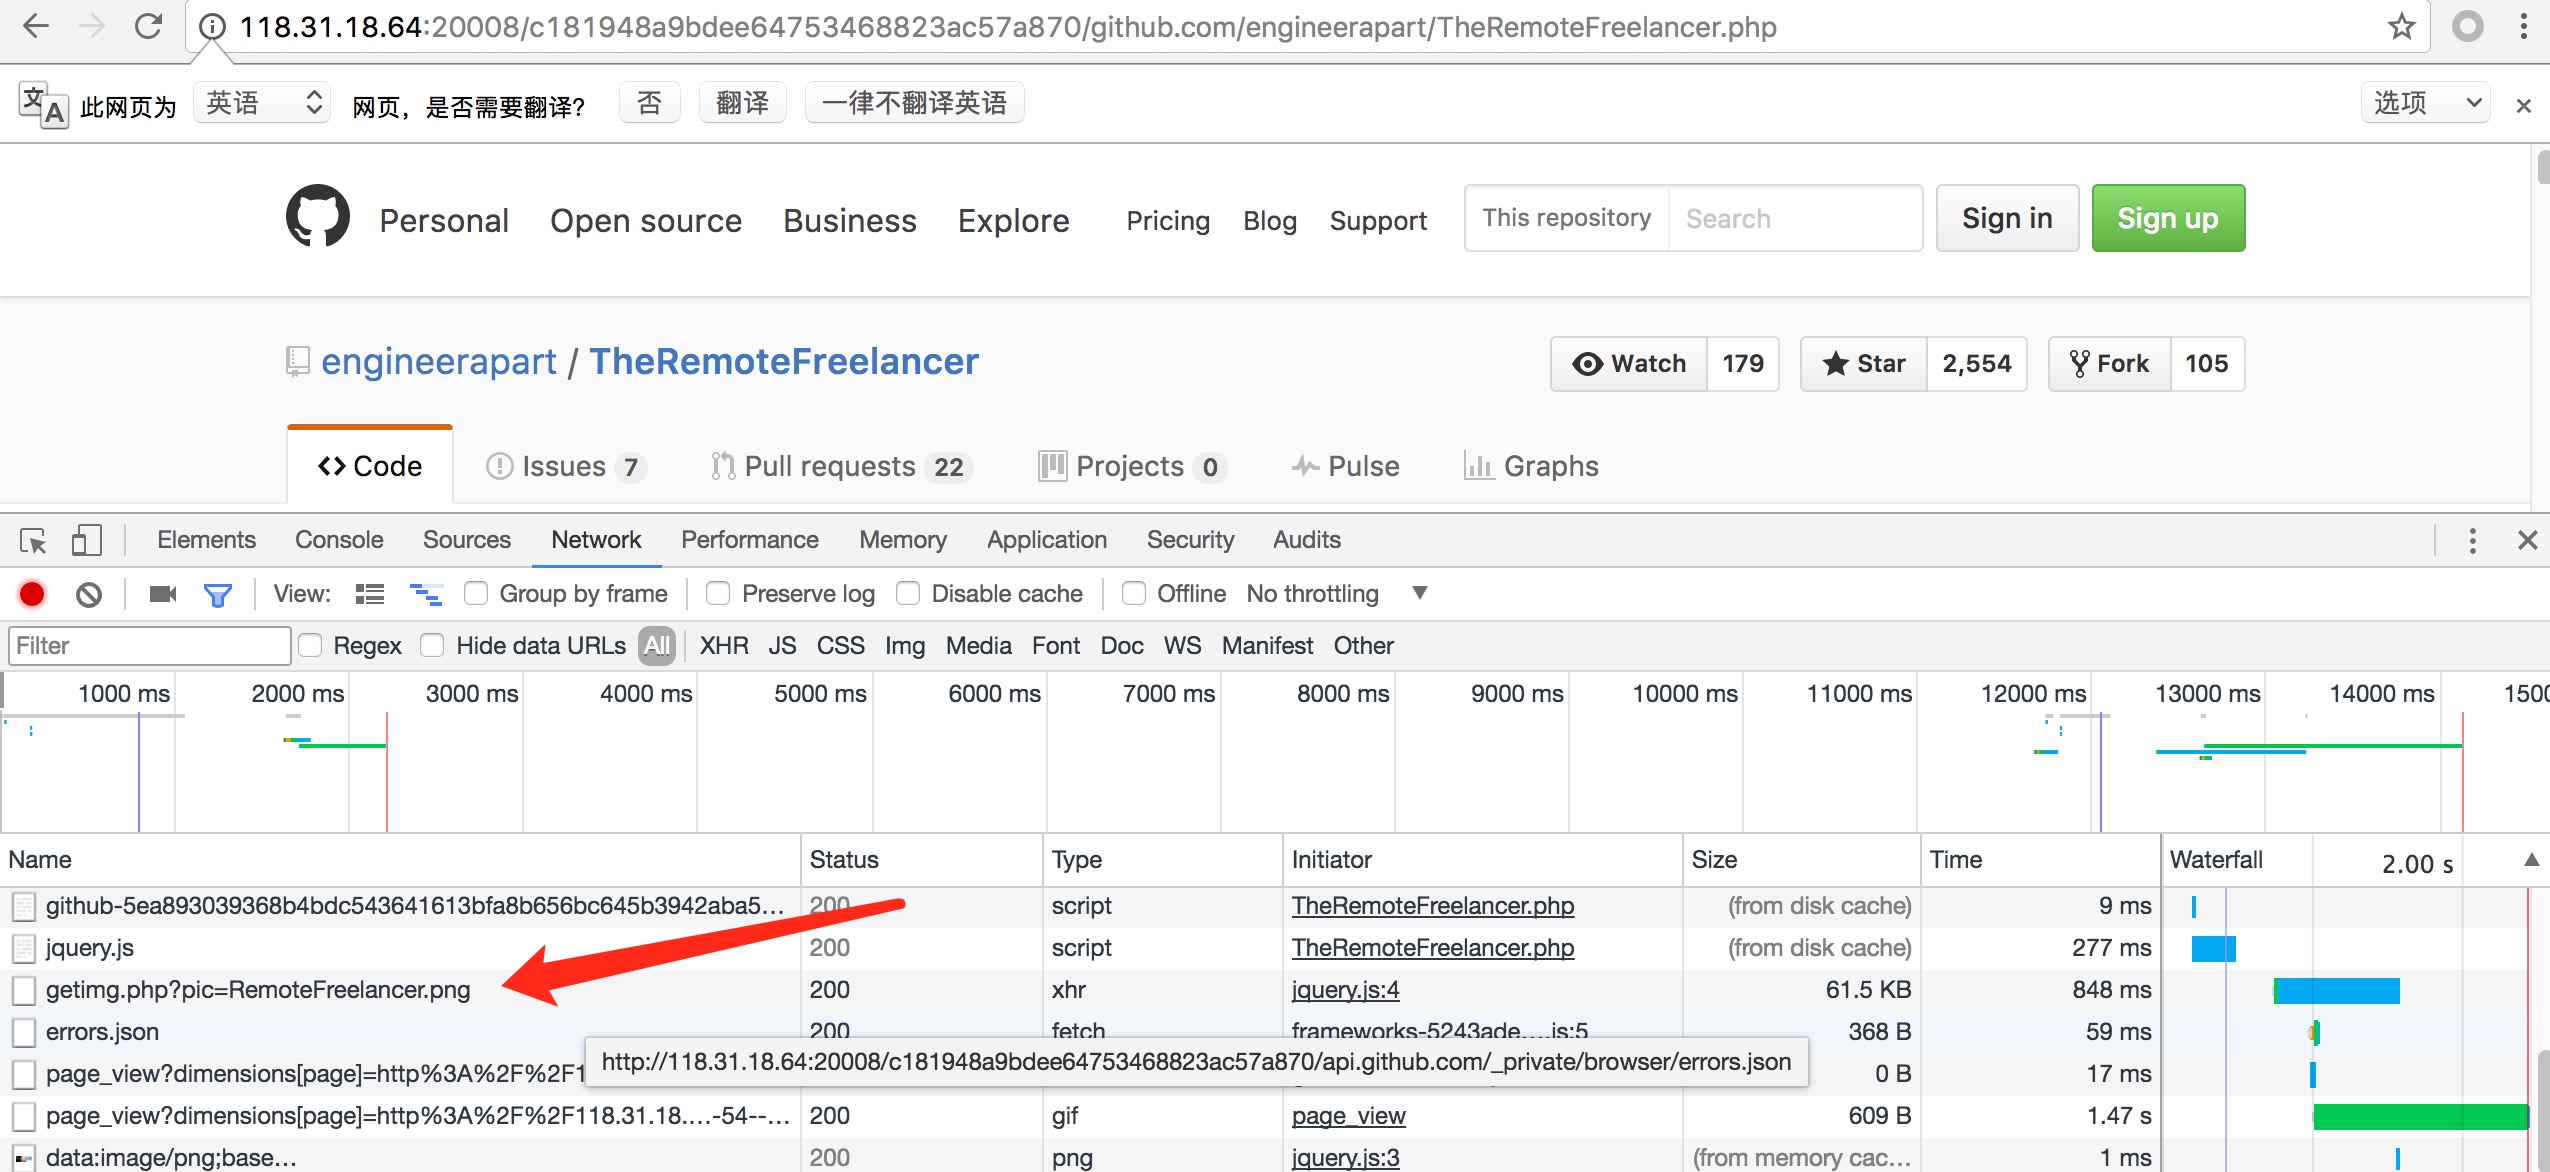 118.31.18.64:20008/c181948a9bdee64753468823ac57a870/github.com/engineerapart/TheRemoteFreelancer.php
此网页为 英语 网页，是否需要翻译? 否 翻译 一律不翻译英语 选项
Personal Open source Business Explore Pricing Blog Support This repository Search Sign in Sign up
engineerapart / TheRemoteFreelancer Watch 179 Star 2,554 Fork 105
Code Issues 7 Pull requests 22 Projects 0 Pulse Graphs
Elements Console Sources Network Performance Memory Application Security Audits
View: Group by frame Preserve log Disable cache Offline No throttling
Filter Regex Hide data URLs All XHR JS CSS Img Media Font Doc WS Manifest Other
1000 ms 2000 ms 3000 ms 4000 ms 5000 ms 6000 ms 7000 ms 8000 ms 9000 ms 10000 ms 11000 ms 12000 ms 13000 ms 14000 ms 1500
Name Status Type Initiator Size Time Waterfall 2.00 s
github-5ea893039368b4bdc543641613bfa8b656bc645b3942aba5... 200 script TheRemoteFreelancer.php (from disk cache) 9 ms
jquery.js 200 script TheRemoteFreelancer.php (from disk cache) 277 ms
getimg.php?pic=RemoteFreelancer.png 200 xhr jquery.js:4 61.5 KB 848 ms
errors.json 200 fetch frameworks-5243ade....js:5 368 B 59 ms
http://118.31.18.64:20008/c181948a9bdee64753468823ac57a870/api.github.com/_private/browser/errors.json
page_view?dimensions[page]=http%3A%2F%2F1 0 B 17 ms
page_view?dimensions[page]=http%3A%2F%2F118.31.18....-54--... 200 gif page_view 609 B 1.47 s
data:image/png;base... 200 png jquery.js:3 (from memory cac... 1 ms